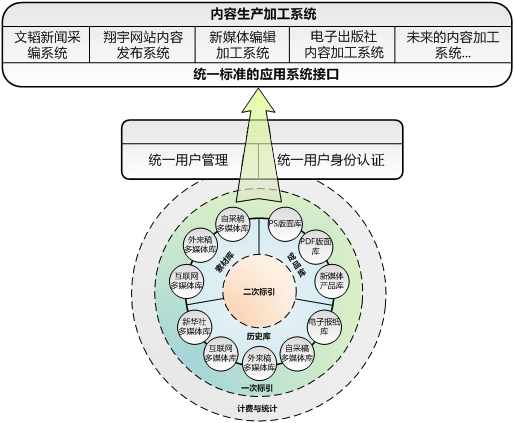 内容生产加工系统
文韬新闻采
编系统
翔宇网站内容
发布系统
新媒体编辑
加工系统
电子出版社
内容加工系统
未来的内容加工
系统...
统一标准的应用系统接口
统一用户管理
统一用户身份认证
自采稿
多媒体库
PS版面库
外来稿
多媒体库
PDF版面
库
素材库
成品库
互联网
多媒体库
新媒体
产品库
二次标引
新华社
多媒体库
电子报纸
库
历史库
互联网
多媒体库
外来稿
多媒体库
自采稿
多媒体库
一次标引
计费与统计